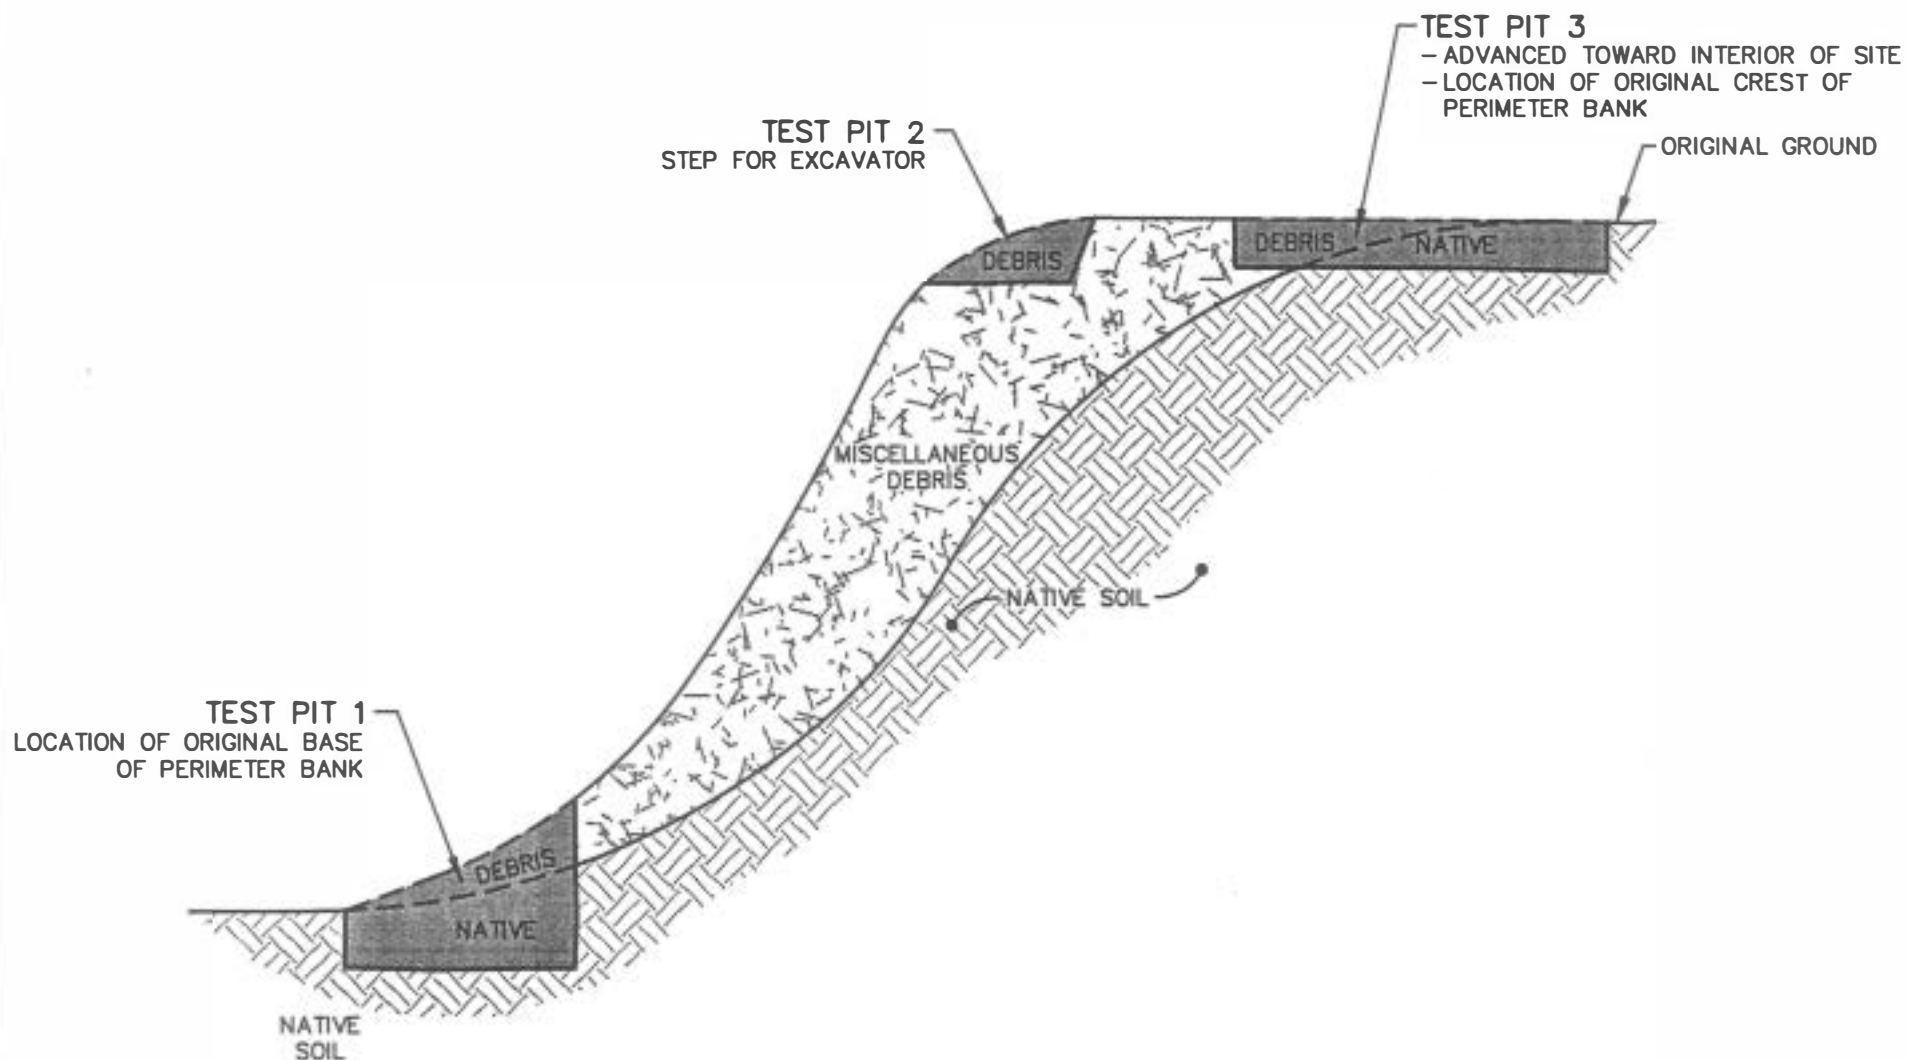 TEST PIT 3
- ADVANCED TOWARD INTERIOR OF SITE
- LOCATION OF ORIGINAL CREST OF
PERIMETER BANK
ORIGINAL GROUND
TEST PIT 2
STEP FOR EXCAVATOR
DEBRIS
DEBRIS
NATIVE
MISCELLANEOUS
DEBRIS
NATIVE SOIL
TEST PIT 1
LOCATION OF ORIGINAL BASE
OF PERIMETER BANK
DEBRIS
NATIVE
NATIVE
SOIL